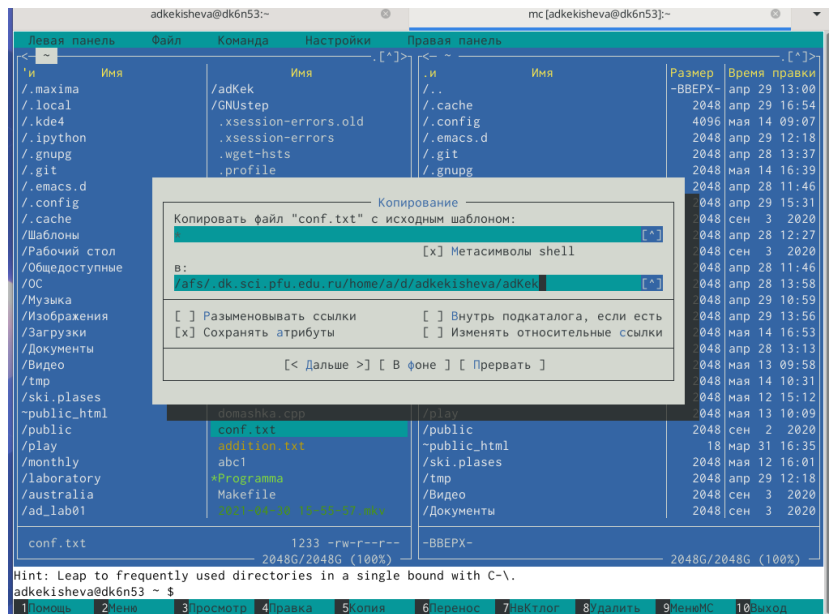 adkekisheva@dk6n53:~ mc [adkekisheva@dk6n53]:~
Левая панель Файл Команда Настройки Правая панель
<- ~ .[^]> <- ~ .[^]>
'и Имя Имя .и Имя Размер Время правки
/.maxima /adKek /.. -ВВЕРХ- апр 29 13:00
/.local /GNUstep /.cache 2048 апр 29 16:54
/.kde4 .xsession-errors.old /.config 4096 мая 14 09:07
/.ipython .xsession-errors /.emacs.d 2048 апр 29 12:18
/.gnupg .wget-hsts /.git 2048 апр 28 13:37
/.git .profile /.gnupg 2048 мая 14 16:39
/.emacs.d 2048 апр 28 11:46
/.config Копирование 2048 апр 29 15:31
/.cache Копировать файл "conf.txt" с исходным шаблоном: 2048 сен 3 2020
/Шаблоны * [^] 2048 апр 28 12:27
/Рабочий стол [x] Метасимволы shell 2048 сен 3 2020
/Общедоступные в: 2048 апр 28 11:46
/ОС /afs/.dk.sci.pfu.edu.ru/home/a/d/adkekisheva/adKek [^] 2048 апр 28 13:58
/Музыка 2048 апр 29 10:59
/Изображения [ ] Разыменовывать ссылки [ ] Внутрь подкаталога, если есть 2048 апр 29 13:56
/Загрузки [x] Сохранять атрибуты [ ] Изменять относительные ссылки 2048 мая 14 16:53
/Документы 2048 апр 28 13:13
/Видео [< Дальше >] [ В фоне ] [ Прервать ] 2048 мая 13 09:58
/tmp 2048 мая 14 10:31
/ski.plases 2048 мая 12 15:12
~public_html domashka.cpp /play 2048 мая 13 10:09
/public conf.txt /public 2048 сен 2 2020
/play addition.txt ~public_html 18 мар 31 16:35
/monthly abc1 /ski.plases 2048 мая 12 16:01
/laboratory *Programma /tmp 2048 апр 29 12:18
/australia Makefile /Видео 2048 сен 3 2020
/ad_lab01 2021-04-30 15-55-57.mkv /Документы 2048 сен 3 2020
conf.txt 1233 -rw-r--r-- -ВВЕРХ-
2048G/2048G (100%) 2048G/2048G (100%)
Hint: Leap to frequently used directories in a single bound with C-\.
adkekisheva@dk6n53 ~ $
1Помощь 2Меню 3Просмотр 4Правка 5Копия 6Перенос 7НвКтлог 8Удалить 9МенюМС 10Выход